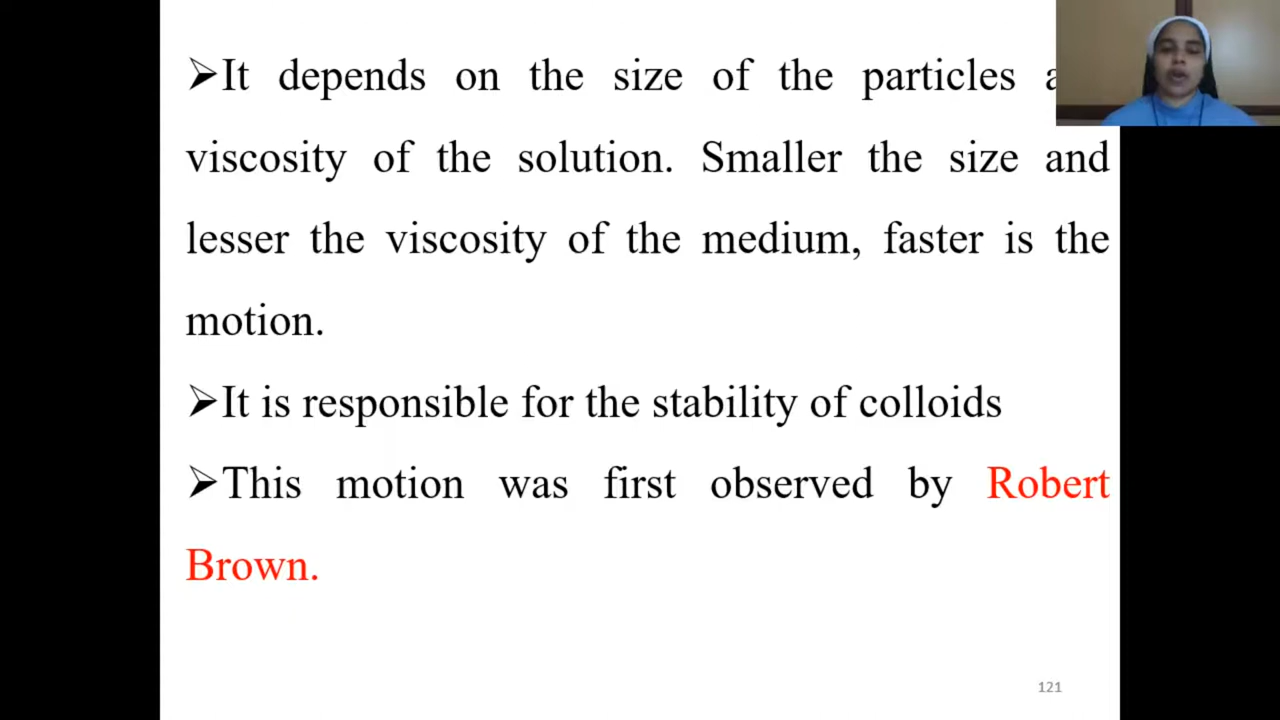 ➢It depends on the size of the particles
viscosity of the solution. Smaller the size and
lesser the viscosity of the medium, faster is the
motion.
➢It is responsible for the stability of colloids
➢This motion was first observed by Robert
Brown.
121